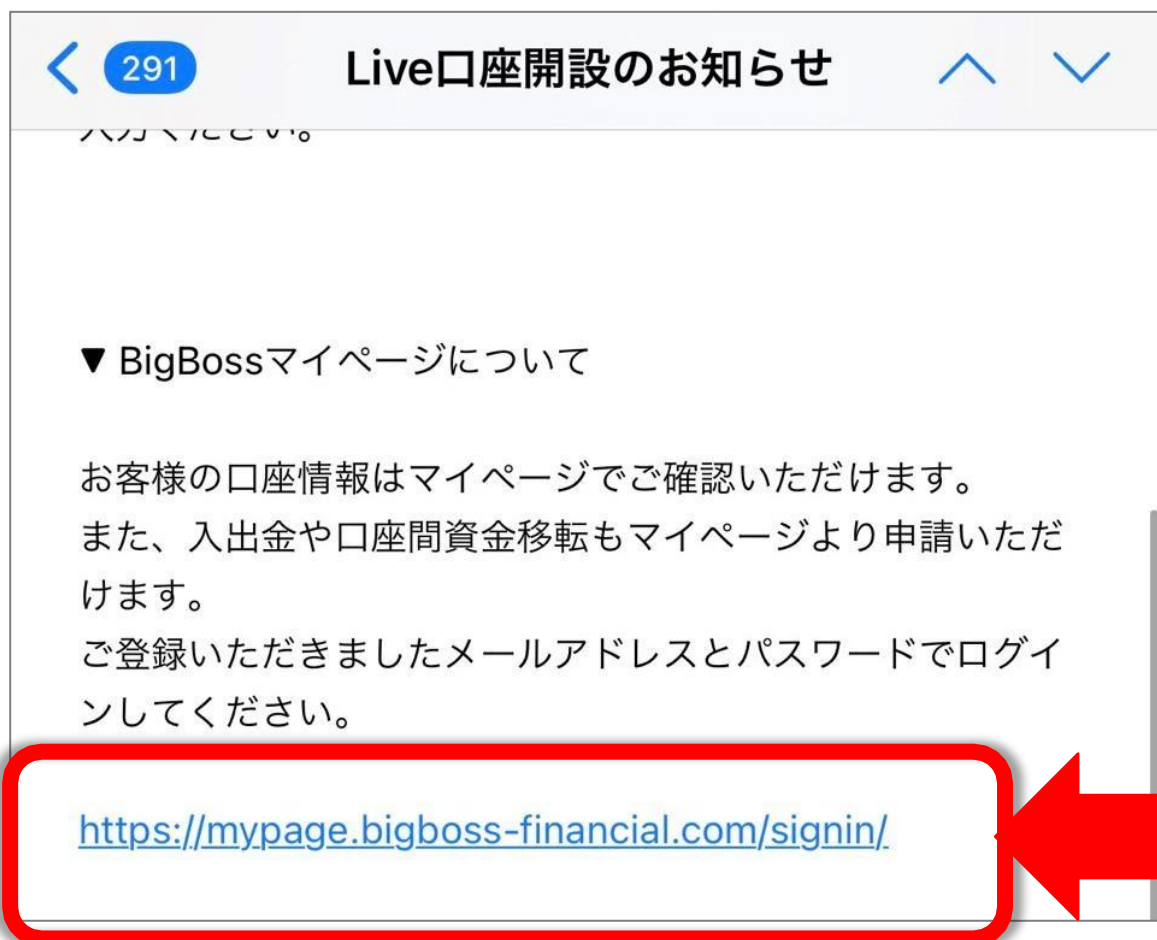 291
Live口座開設のお知らせ
入力ください。
▼ BigBossマイページについて
お客様の口座情報はマイページでご確認いただけます。
また、入出金や口座間資金移転もマイページより申請いただ
けます。
ご登録いただきましたメールアドレスとパスワードでログイ
ンしてください。
https://mypage.bigboss-financial.com/signin/